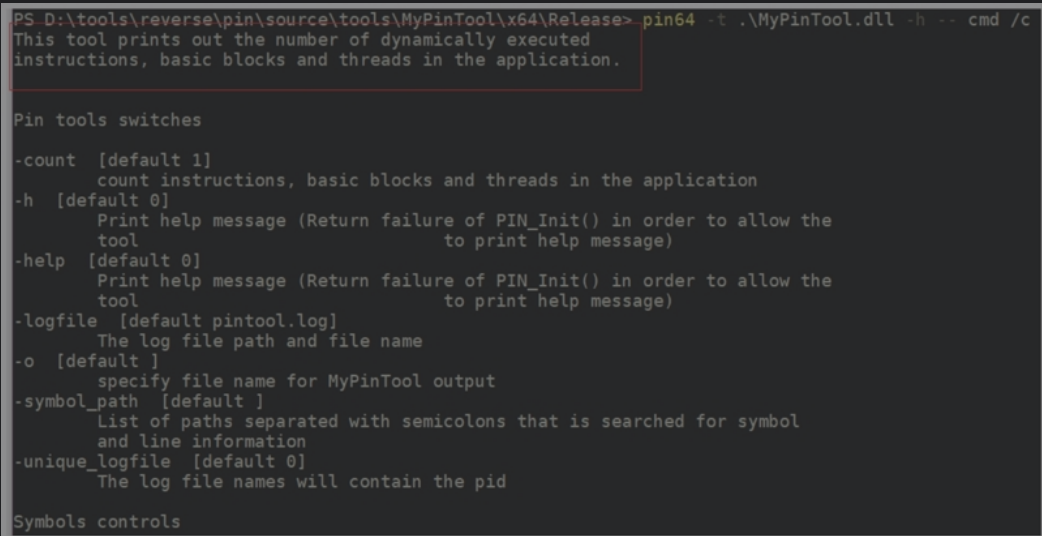 PS D:\tools\reverse\pin\source\tools\MyPinTool\x64\Release> pin64 -t .\MyPinTool.dll -h -- cmd /c
This tool prints out the number of dynamically executed
instructions, basic blocks and threads in the application.
Pin tools switches
-count  [default 1]
count instructions, basic blocks and threads in the application
-h  [default 0]
Print help message (Return failure of PIN_Init() in order to allow the
tool                             to print help message)
-help  [default 0]
Print help message (Return failure of PIN_Init() in order to allow the
tool                             to print help message)
-logfile  [default pintool.log]
The log file path and file name
-o  [default ]
specify file name for MyPinTool output
-symbol_path  [default ]
List of paths separated with semicolons that is searched for symbol
and line information
-unique_logfile  [default 0]
The log file names will contain the pid
Symbols controls